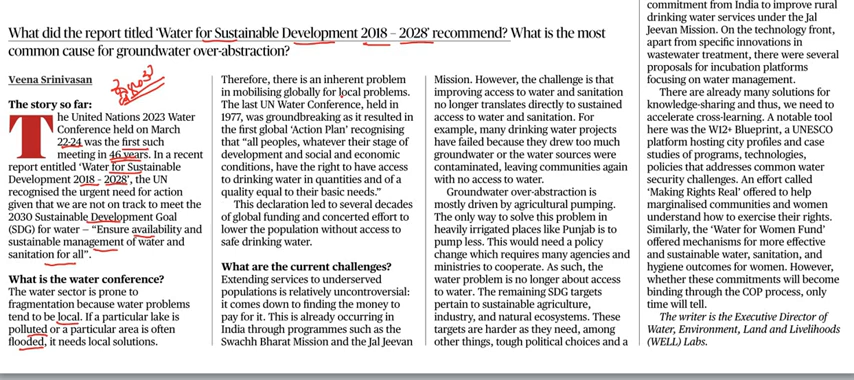 What did the report titled ‘Water for Sustainable Development 2018 – 2028’ recommend? What is the most
common cause for groundwater over-abstraction?
Veena Srinivasan
The story so far:
The United Nations 2023 Water
Conference held on March
22-24 was the first such
meeting in 46 years. In a recent
report entitled ‘Water for Sustainable
Development 2018 - 2028’, the UN
recognised the urgent need for action
given that we are not on track to meet the
2030 Sustainable Development Goal
(SDG) for water – “Ensure availability and
sustainable management of water and
sanitation for all”.
What is the water conference?
The water sector is prone to
fragmentation because water problems
tend to be local. If a particular lake is
polluted or a particular area is often
flooded, it needs local solutions.
Therefore, there is an inherent problem
in mobilising globally for local problems.
The last UN Water Conference, held in
1977, was groundbreaking as it resulted in
the first global ‘Action Plan’ recognising
that “all peoples, whatever their stage of
development and social and economic
conditions, have the right to have access
to drinking water in quantities and of a
quality equal to their basic needs.”
This declaration led to several decades
of global funding and concerted effort to
lower the population without access to
safe drinking water.
What are the current challenges?
Extending services to underserved
populations is relatively uncontroversial:
it comes down to finding the money to
pay for it. This is already occurring in
India through programmes such as the
Swachh Bharat Mission and the Jal Jeevan
Mission. However, the challenge is that
improving access to water and sanitation
no longer translates directly to sustained
access to water and sanitation. For
example, many drinking water projects
have failed because they drew too much
groundwater or the water sources were
contaminated, leaving communities again
with no access to water.
Groundwater over-abstraction is
mostly driven by agricultural pumping.
The only way to solve this problem in
heavily irrigated places like Punjab is to
pump less. This would need a policy
change which requires many agencies and
ministries to cooperate. As such, the
water problem is no longer about access
to water. The remaining SDG targets
pertain to sustainable agriculture,
industry, and natural ecosystems. These
targets are harder as they need, among
other things, tough political choices and a
commitment from India to improve rural
drinking water services under the Jal
Jeevan Mission. On the technology front,
apart from specific innovations in
wastewater treatment, there were several
proposals for incubation platforms
focusing on water management.
There are already many solutions for
knowledge-sharing and thus, we need to
accelerate cross-learning. A notable tool
here was the W12+ Blueprint, a UNESCO
platform hosting city profiles and case
studies of programs, technologies,
policies that addresses common water
security challenges. An effort called
‘Making Rights Real’ offered to help
marginalised communities and women
understand how to exercise their rights.
Similarly, the ‘Water for Women Fund’
offered mechanisms for more effective
and sustainable water, sanitation, and
hygiene outcomes for women. However,
whether these commitments will become
binding through the COP process, only
time will tell.
The writer is the Executive Director of
Water, Environment, Land and Livelihoods
(WELL) Labs.